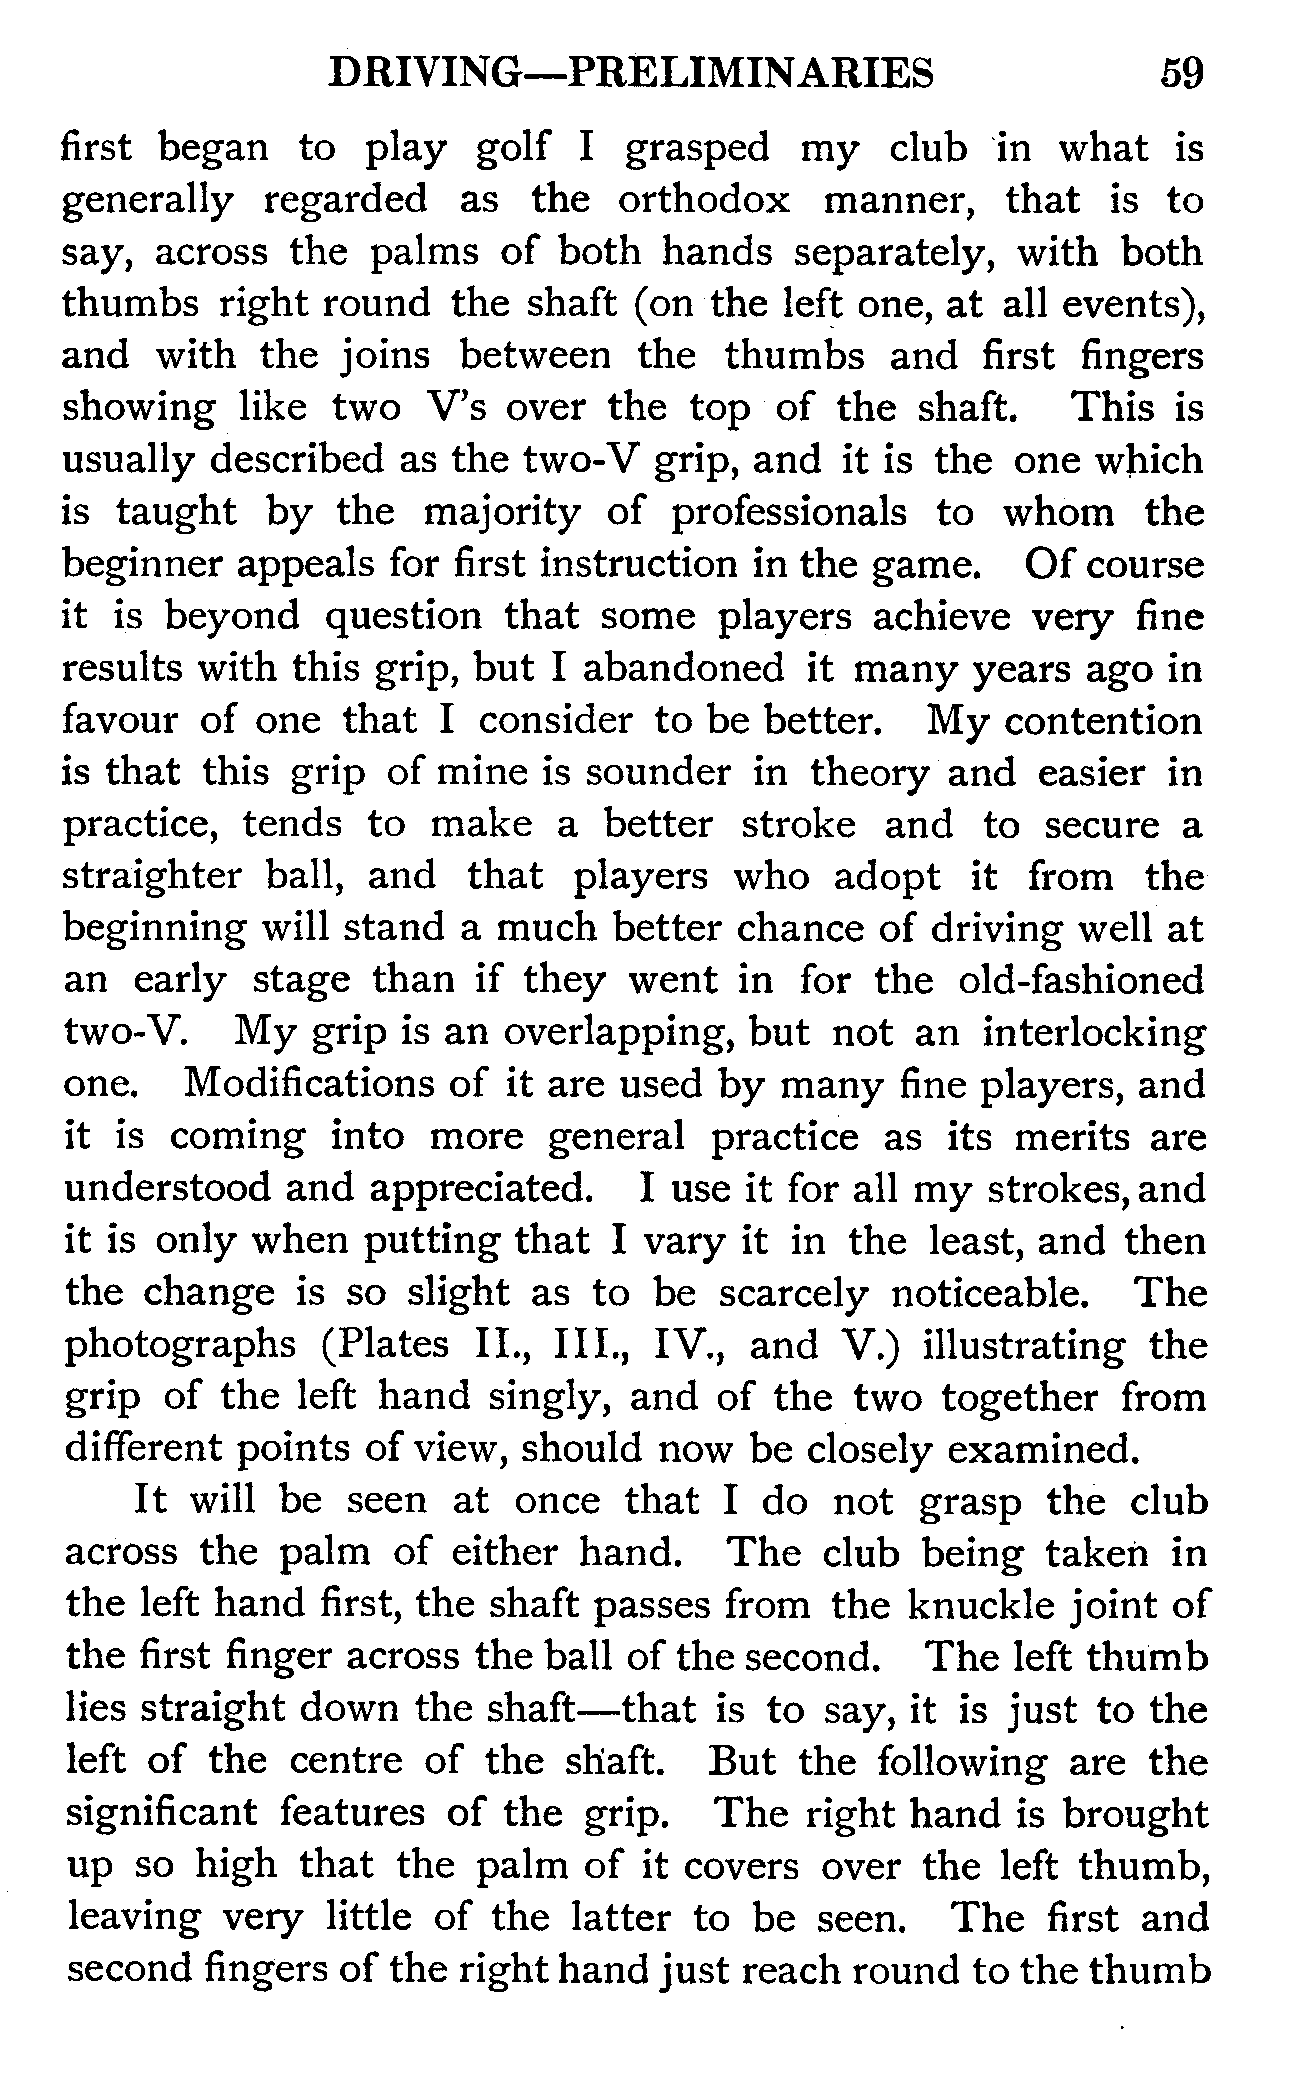 DRIVING—PRELIMINARIES 59
first began to play golf I grasped my club in what is
generally regarded as the orthodox manner, that is to
say, across the palms of both hands separately, with both
thumbs right round the shaft (on the left one, at all events),
and with the joins between the thumbs and first fingers
showing like two V's over the top of the shaft. This is
usually described as the two-V grip, and it is the one which
is taught by the majority of professionals to whom the
beginner appeals for first instruction in the game. Of course
it is beyond question that some players achieve very fine
results with this grip, but I abandoned it many years ago in
favour of one that I consider to be better. My contention
is that this grip of mine is sounder in theory and easier in
practice, tends to make a better stroke and to secure a
straighter ball, and that players who adopt it from the
beginning will stand a much better chance of driving well at
an early stage than if they went in for the old-fashioned
two-V. My grip is an overlapping, but not an interlocking
one. Modifications of it are used by many fine players, and
it is coming into more general practice as its merits are
understood and appreciated. I use it for all my strokes, and
it is only when putting that I vary it in the least, and then
the change is so slight as to be scarcely noticeable. The
photographs (Plates II., III., IV., and V.) illustrating the
grip of the left hand singly, and of the two together from
different points of view, should now be closely examined.
It will be seen at once that I do not grasp the club
across the palm of either hand. The club being taken in
the left hand first, the shaft passes from the knuckle joint of
the first finger across the ball of the second. The left thumb
lies straight down the shaft—that is to say, it is just to the
left of the centre of the shaft. But the following are the
significant features of the grip. The right hand is brought
up so high that the palm of it covers over the left thumb,
leaving very little of the latter to be seen. The first and
second fingers of the right hand just reach round to the thumb